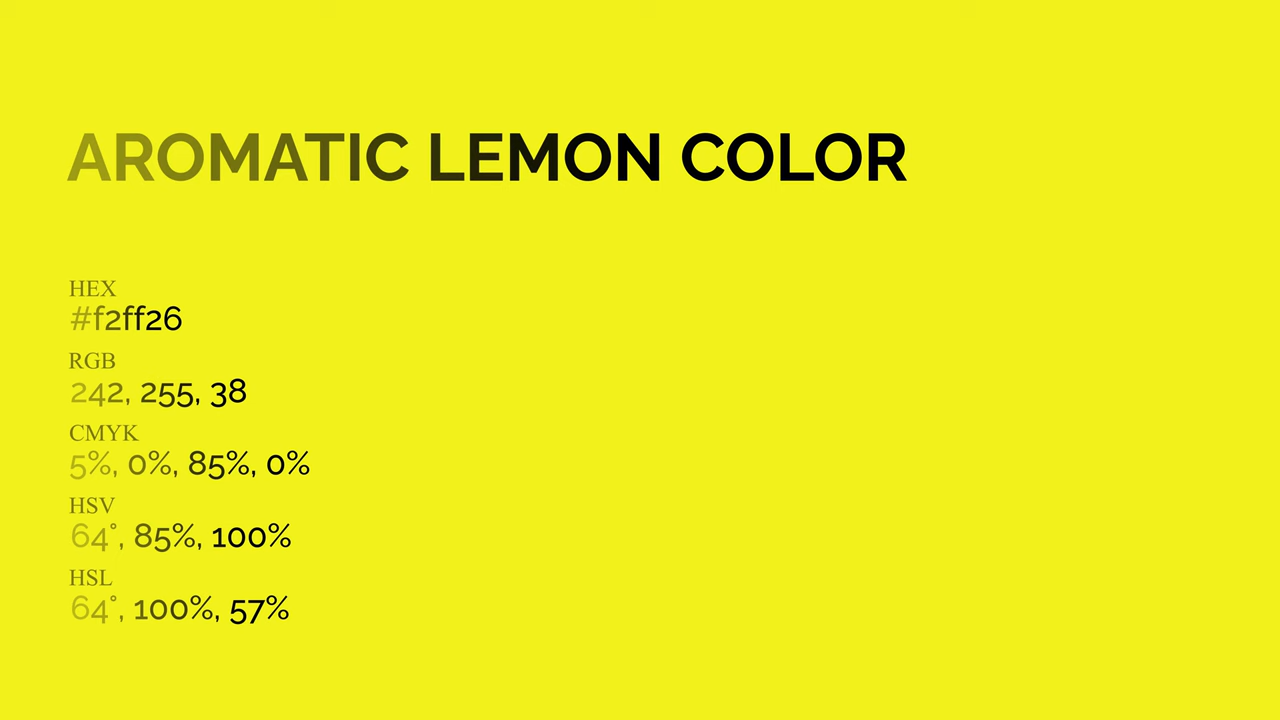 AROMATIC LEMON COLOR
HEX
#f2ff26
RGB
242, 255, 38
CMYK
5%, 0%, 85%, 0%
HSV
64°, 85%, 100%
HSL
64°, 100%, 57%